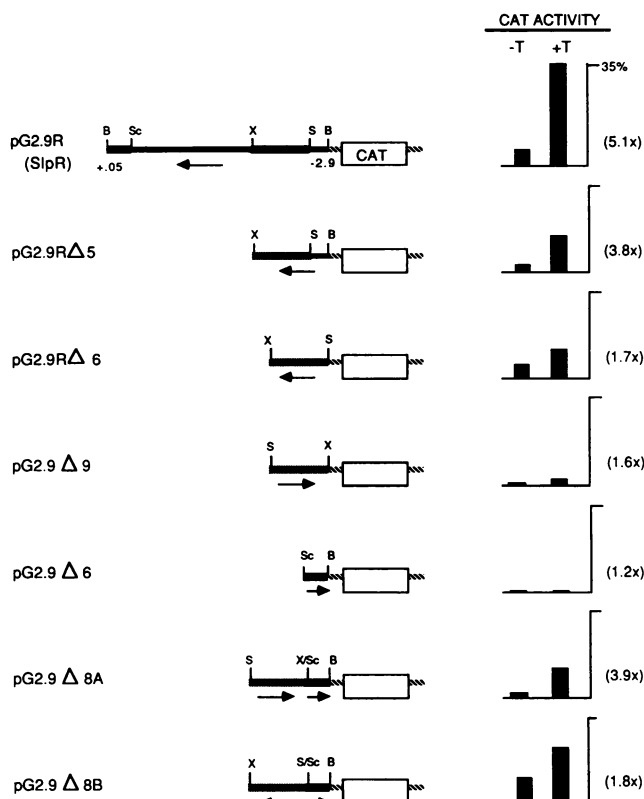 CAT ACTIVITY
-T +T
35%
pG2.9R
(SlpR)
B Sc X S B
+.05 -2.9
CAT
(5.1x)
pG2.9RΔ5
X S B
(3.8x)
pG2.9RΔ 6
X S
(1.7x)
pG2.9 Δ 9
S X
(1.6x)
pG2.9 Δ 6
Sc B
(1.2x)
pG2.9 Δ 8A
S X/Sc B
(3.9x)
pG2.9 Δ 8B
X S/Sc B
(1.8x)